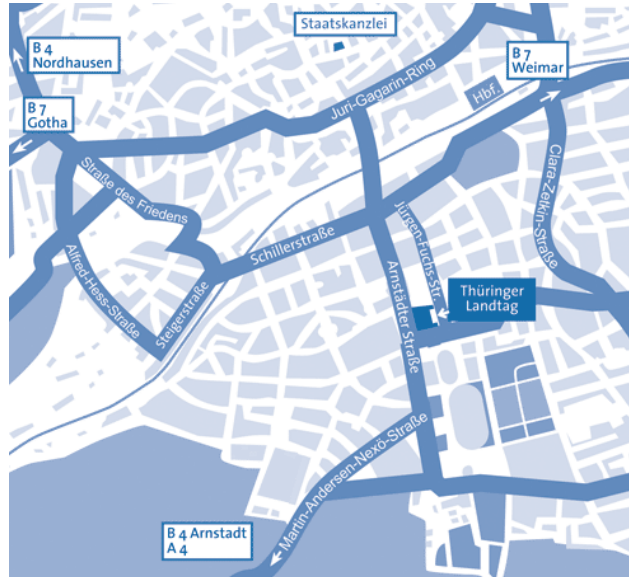 Staatskanzlei
B 4
Nordhausen
B 7
Weimar
B 7
Gotha
Juri-Gagarin-Ring
Hbf.
Straße des Friedens
Clara-Zetkin-Straße
Jürgen-Fuchs-Str.
Schillerstraße
Alfred-Hess-Straße
Steigerstraße
Arnstädter Straße
Thüringer
Landtag
Martin-Andersen-Nexö-Straße
B 4 Arnstadt
A 4